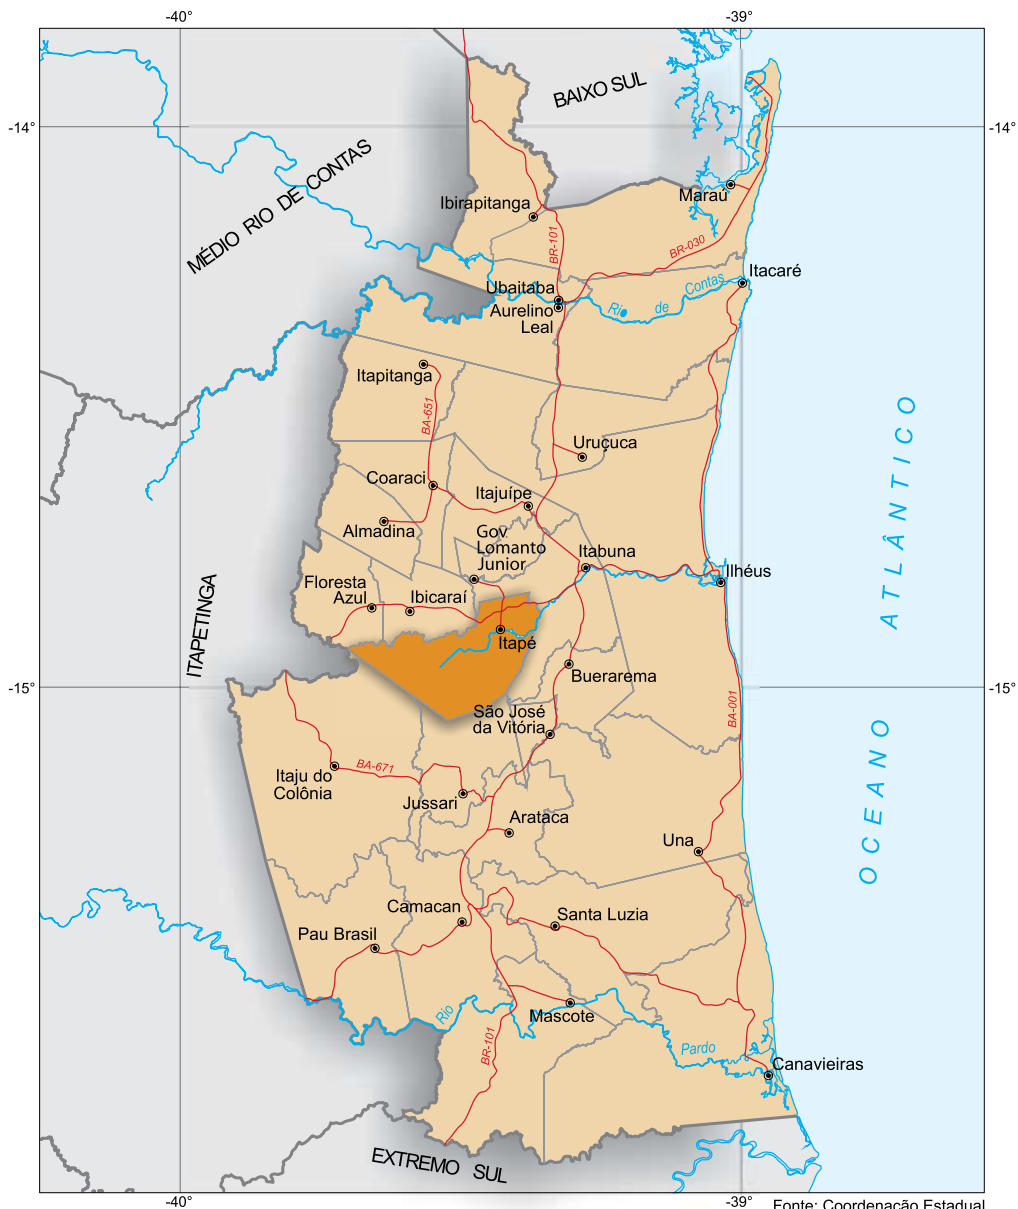 -40°
-39°
BAIXO SUL
-14°
-14°
MÉDIO RIO DE CONTAS
Maraú
Ibirapitanga
BR-101
BR-030
Itacaré
Ubaitaba
Contas
de
Rio
Aurelino
Leal
Itapitanga
BA-651
Uruçuca
Coaraci
Itajuípe
Almadina
Gov.
Lomanto
Junior
Itabuna
Ilhéus
Floresta
Azul
Ibicaraí
ITAPETINGA
Itapé
Buerarema
-15°
-15°
BA-001
São José
da Vitória
OCEANO ATLÂNTICO
BA-671
Itaju do
Colônia
Jussari
Arataca
Una
Camacan
Santa Luzia
Pau Brasil
Rio
Mascote
BR-101
Pardo
Canavieiras
EXTREMO SUL
-40°
-39°
Fonte: Coordenação Estadual